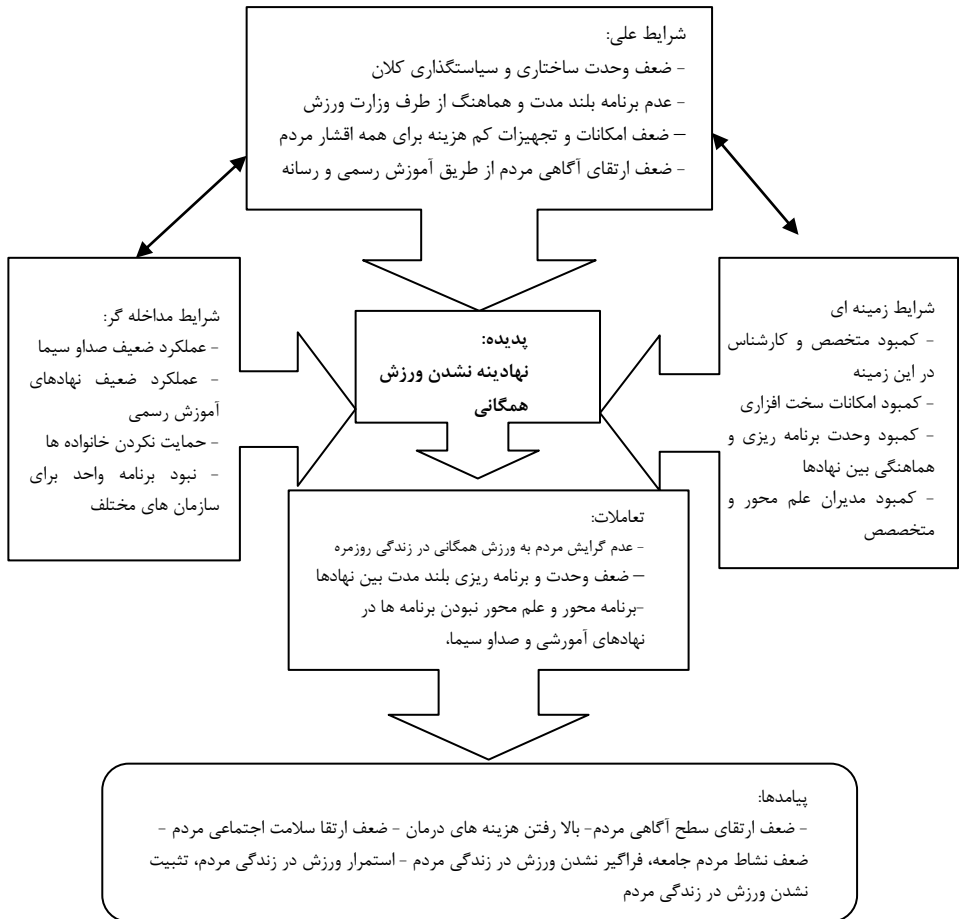 شرایط علی:
- ضعف وحدت ساختاری و سیاستگذاری کلان
- عدم برنامه بلند مدت و هماهنگ از طرف وزارت ورزش
– ضعف امکانات و تجهیزات کم هزینه برای همه اقشار مردم
- ضعف ارتقای آگاهی مردم از طریق آموزش رسمی و رسانه
شرایط زمینه ای
- کمبود متخصص و کارشناس
در این زمینه
- کمبود امکانات سخت افزاری
- کمبود وحدت برنامه ریزی و
هماهنگی بین نهادها
- کمبود مدیران علم محور و
متخصصص
پدیده:
نهادینه نشدن ورزش
همگانی
شرایط مداخله گر:
- عملکرد ضعیف صداو سیما
- عملکرد ضعیف نهادهای
آموزش رسمی
- حمایت نکردن خانواده ها
- نبود برنامه واحد برای
سازمان های مختلف
تعاملات:
- عدم گرایش مردم به ورزش همگانی در زندگی روزمره
– ضعف وحدت و برنامه ریزی بلند مدت بین نهادها
-برنامه محور و علم محور نبودن برنامه ها در
نهادهای آمورشی و صداو سیما،
پیامدها:
- ضعف ارتقای سطح آگاهی مردم- بالا رفتن هزینه های درمان - ضعف ارتقا سلامت اجتماعی مردم -
ضعف نشاط مردم جامعه، فراگیر نشدن ورزش در زندگی مردم - استمرار ورزش در زندگی مردم، تثبیت
نشدن ورزش در زندگی مردم